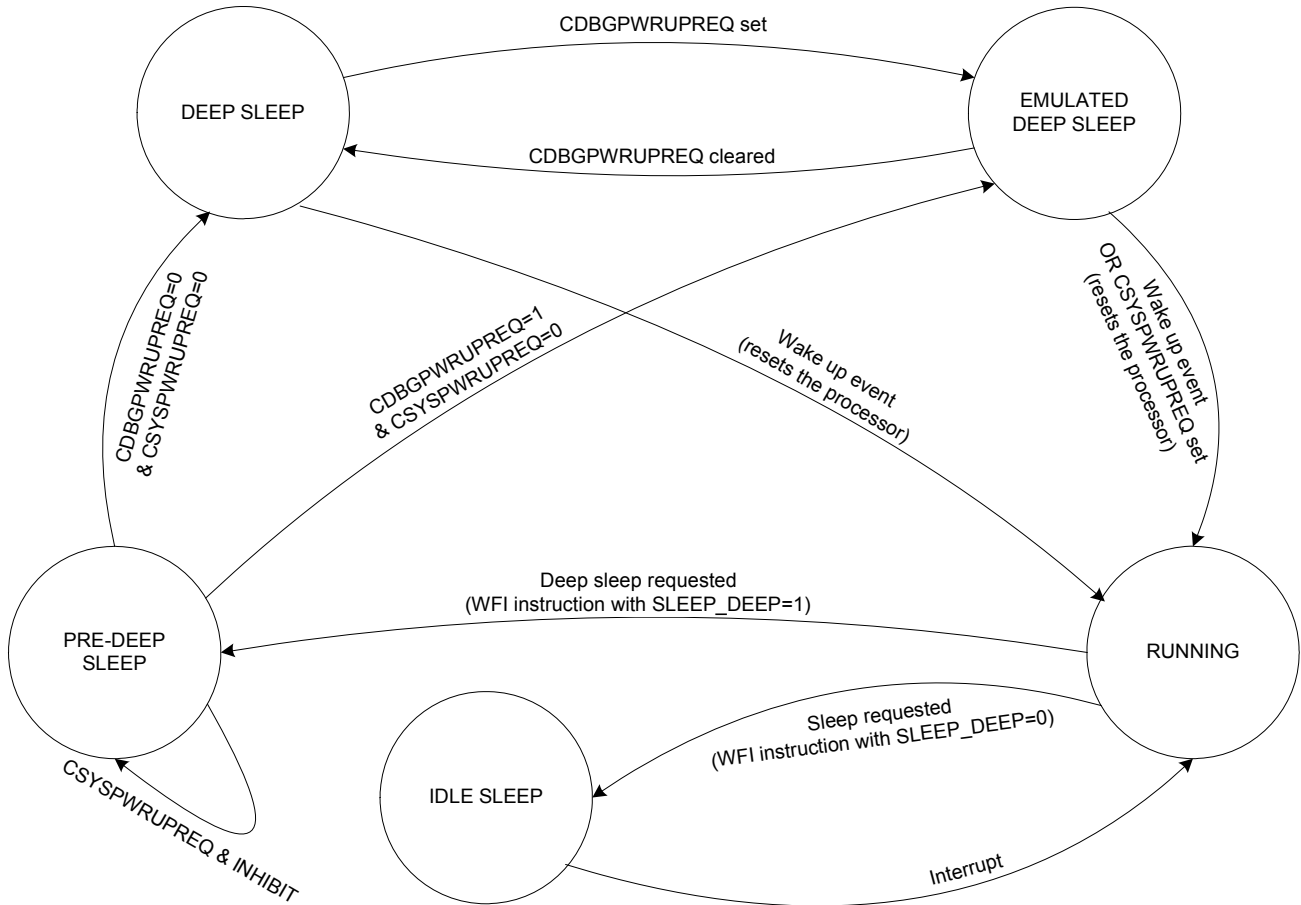 CDBGPWRUPREQ set
DEEP SLEEP
EMULATED
DEEP SLEEP
CDBGPWRUPREQ cleared
CDBGPWRUPREQ=0
& CSYSPWRUPREQ=0
CDBGPWRUPREQ=1
& CSYSPWRUPREQ=0
Wake up event
(resets the processor)
Wake up event
OR CSYSPWRUPREQ set
(resets the processor)
Deep sleep requested
(WFI instruction with SLEEP_DEEP=1)
PRE-DEEP
SLEEP
RUNNING
Sleep requested
(WFI instruction with SLEEP_DEEP=0)
IDLE SLEEP
CSYSPWRUPREQ & INHIBIT
Interrupt